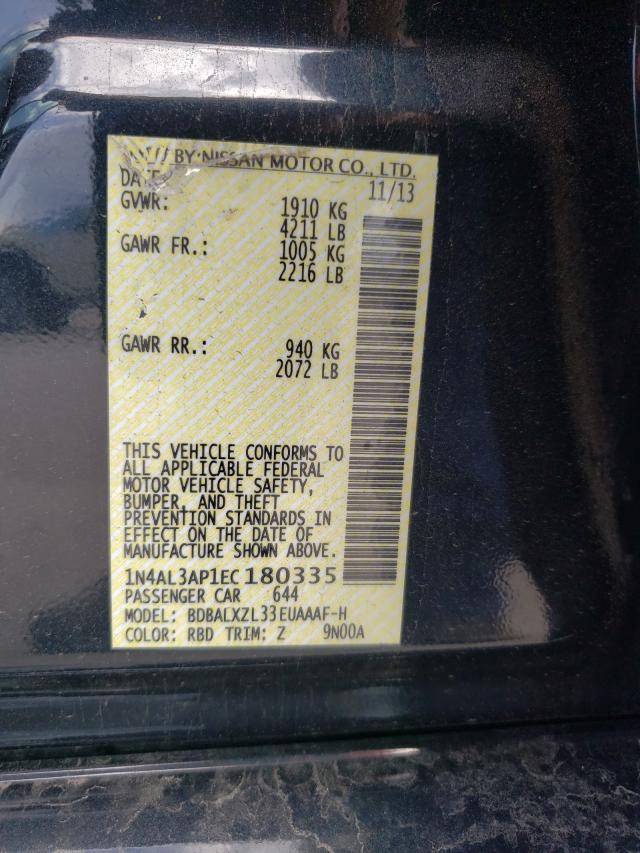 BY NISSAN MOTOR CO., LTD.
DATE 11/13
GVWR: 1910 KG
4211 LB
GAWR FR.: 1005 KG
2216 LB
GAWR RR.: 940 KG
2072 LB
THIS VEHICLE CONFORMS TO
ALL APPLICABLE FEDERAL
MOTOR VEHICLE SAFETY,
BUMPER, AND THEFT
PREVENTION STANDARDS IN
EFFECT ON THE DATE OF
MANUFACTURE SHOWN ABOVE.
1N4AL3AP1EC180335
PASSENGER CAR 644
MODEL: BDBALXZL33EUAAAF-H
COLOR: RBD TRIM: Z 9N00A